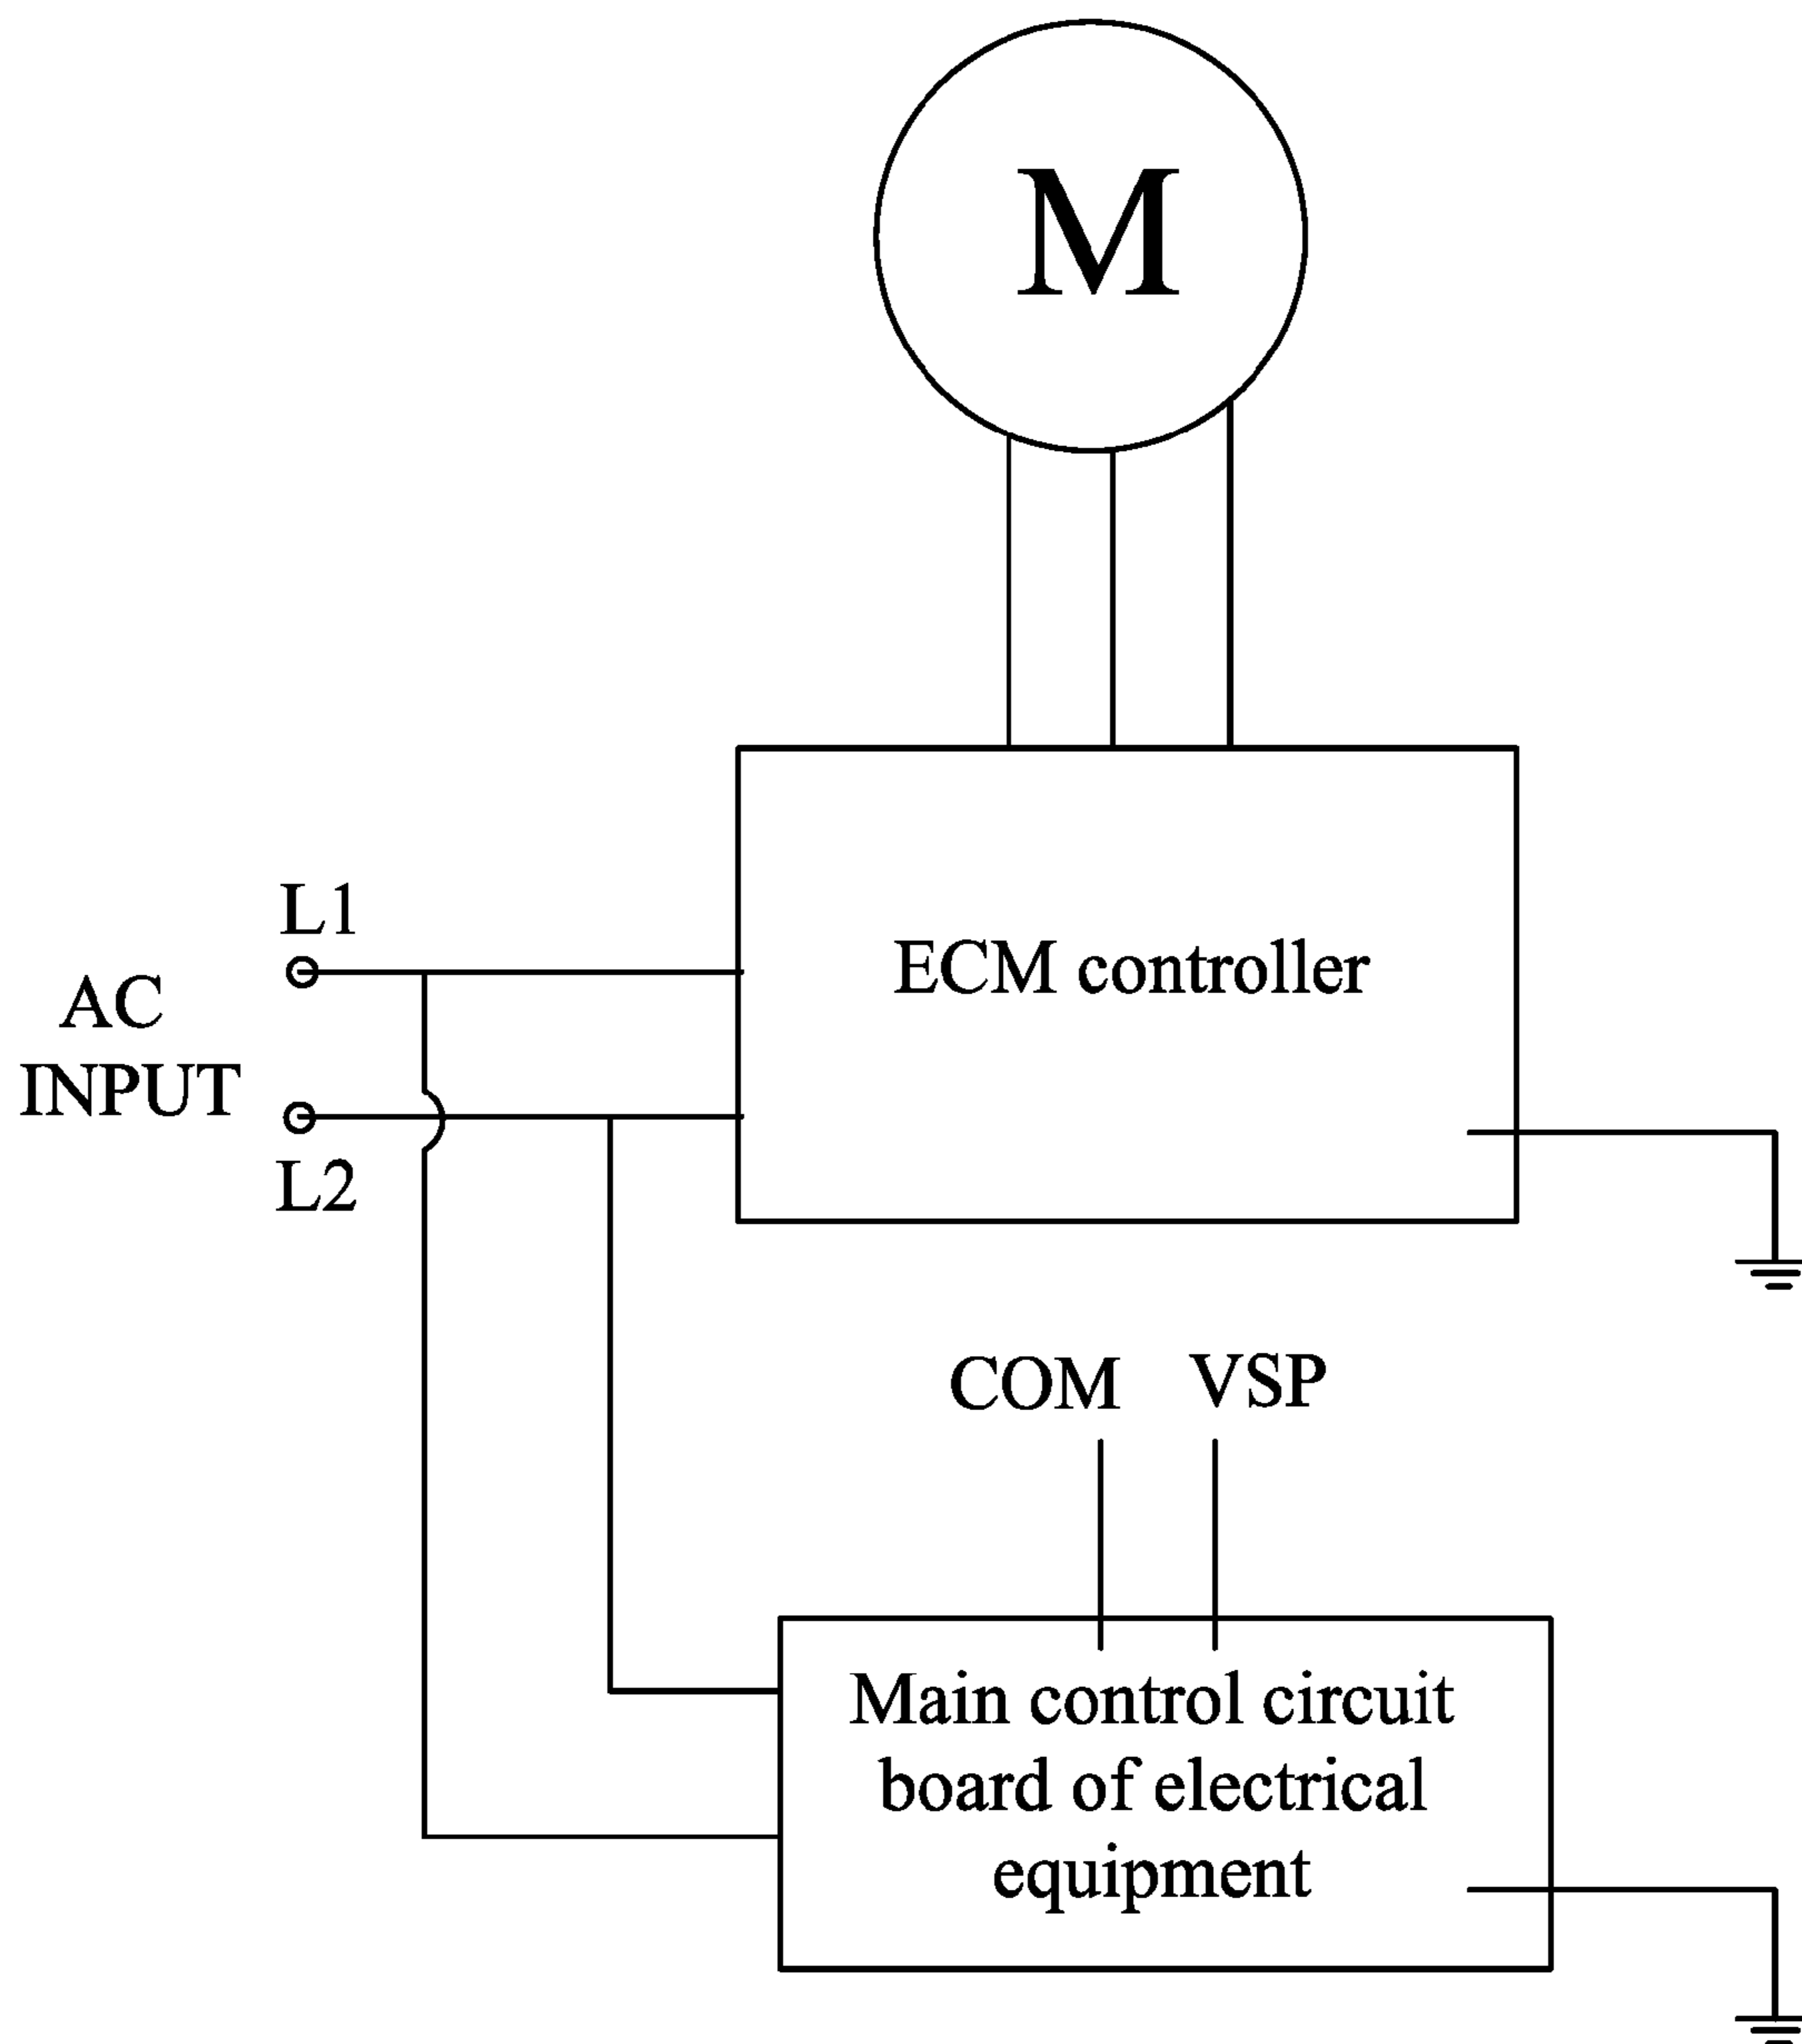 M
L1
ECM controller
AC
INPUT
L2
COM VSP
Main control circuit
board of electrical
equipment